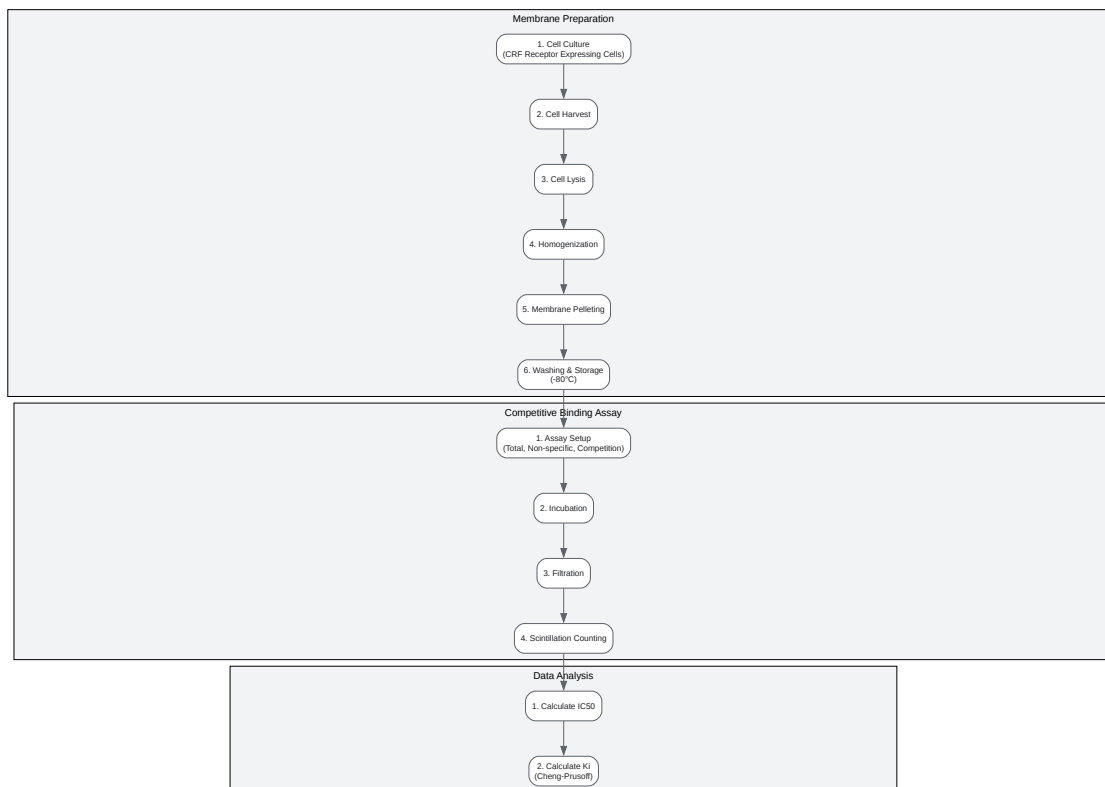 Membrane Preparation
1. Cell Culture
(CRF Receptor Expressing Cells)
2. Cell Harvest
3. Cell Lysis
4. Homogenization
5. Membrane Pelleting
6. Washing & Storage
(-80°C)
Competitive Binding Assay
1. Assay Setup
(Total, Non-specific, Competition)
2. Incubation
3. Filtration
4. Scintillation Counting
Data Analysis
1. Calculate IC50
2. Calculate Ki
(Cheng-Prusoff)